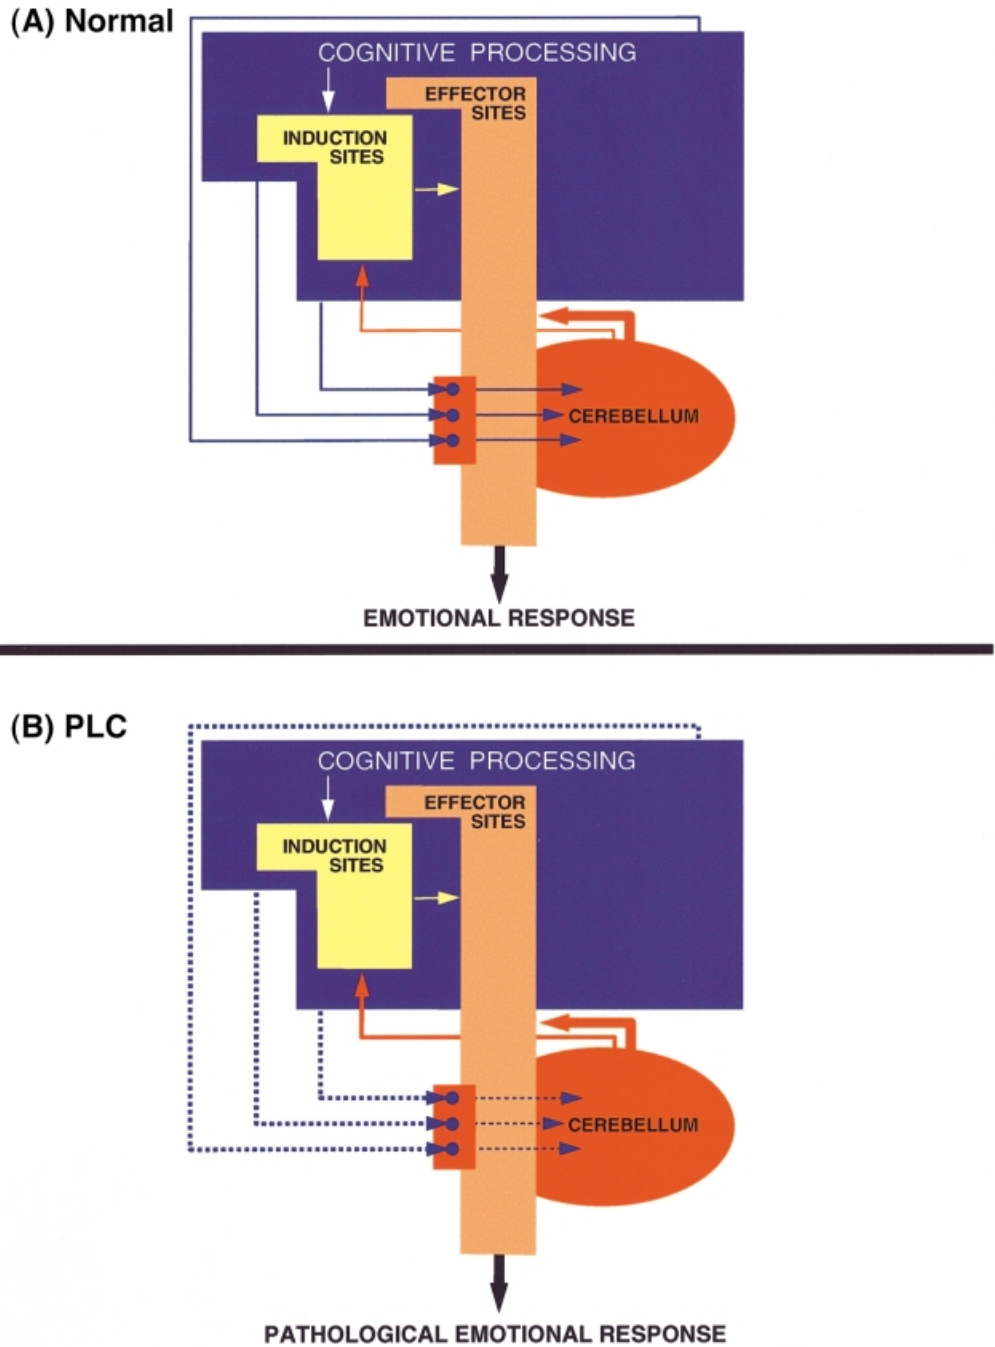 (A) Normal
COGNITIVE PROCESSING
EFFECTOR
SITES
INDUCTION
SITES
CEREBELLUM
EMOTIONAL RESPONSE
(B) PLC
COGNITIVE PROCESSING
EFFECTOR
SITES
INDUCTION
SITES
CEREBELLUM
PATHOLOGICAL EMOTIONAL RESPONSE